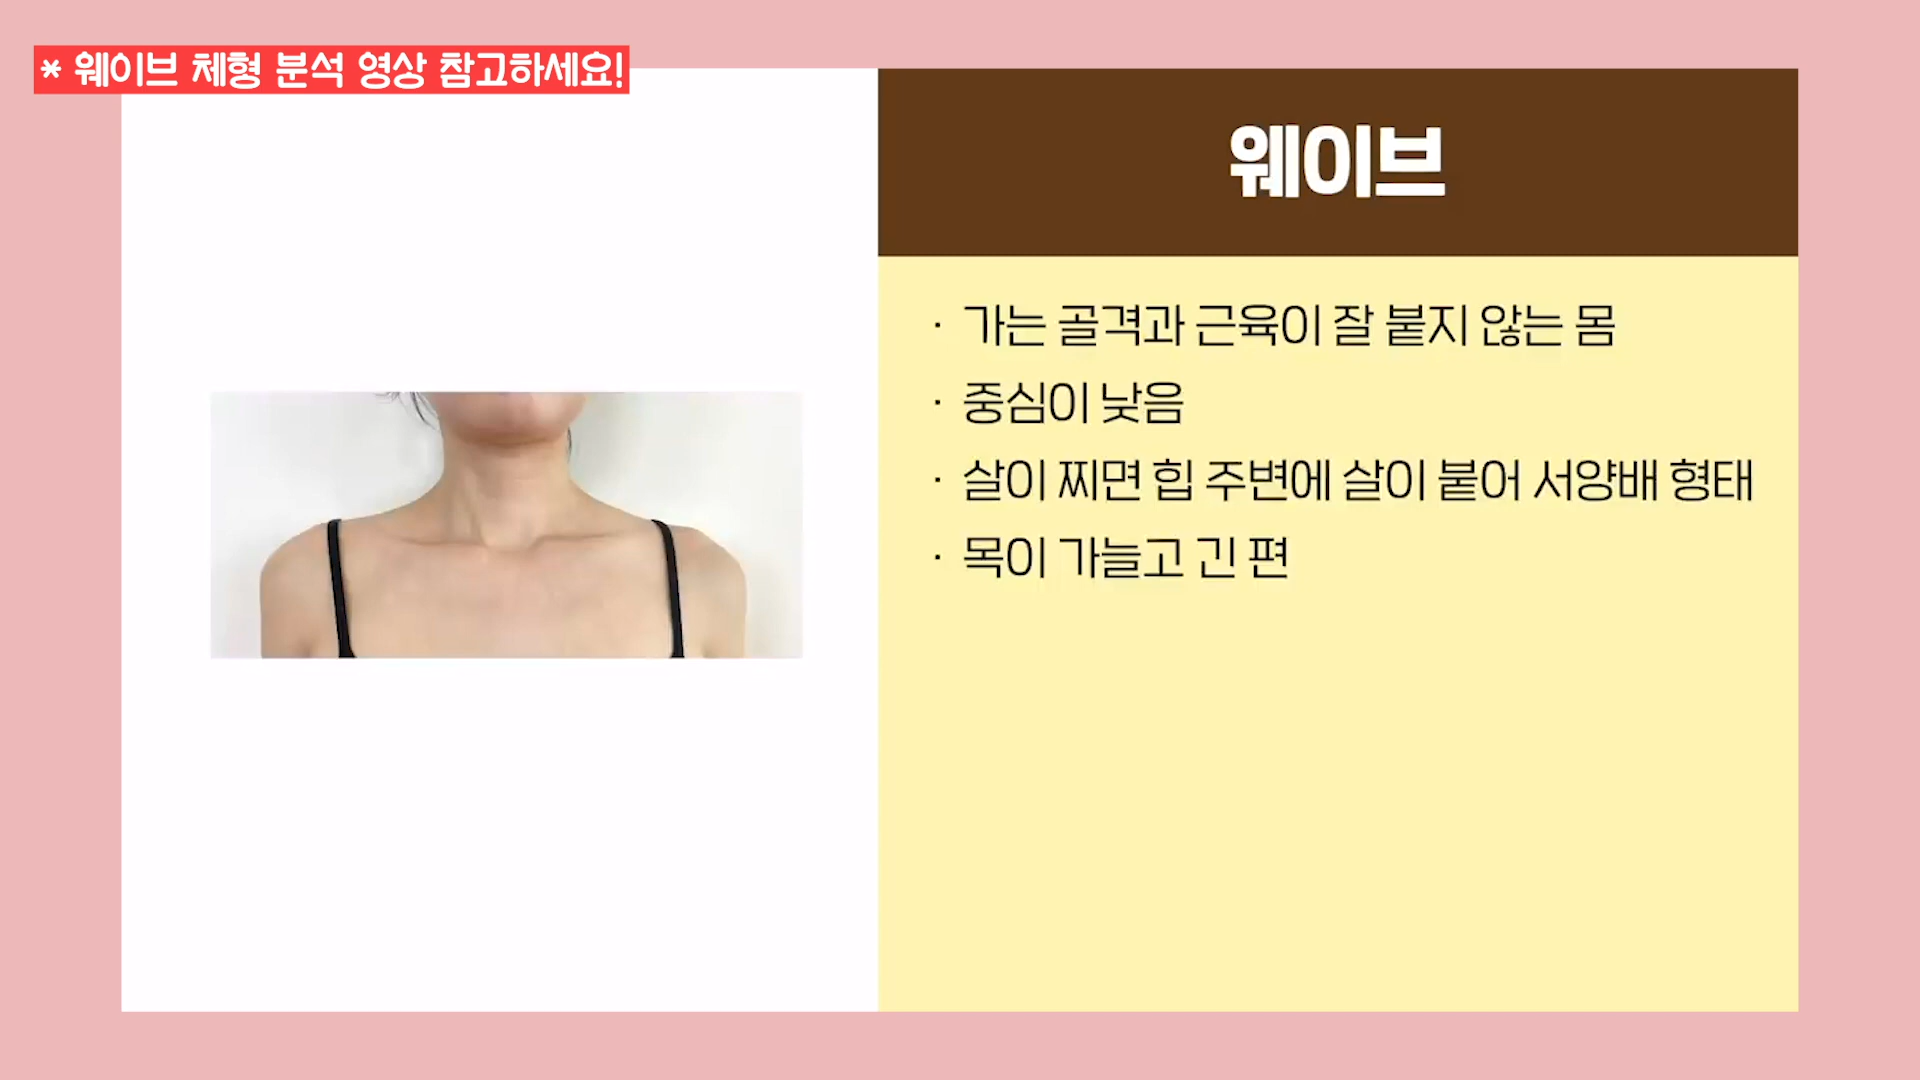 * 웨이브 체형 분석 영상 참고하세요!
웨이브
· 가는 골격과 근육이 잘 붙지 않는 몸
· 중심이 낮음
· 살이 찌면 힙 주변에 살이 붙어 서양배 형태
· 목이 가늘고 긴 편